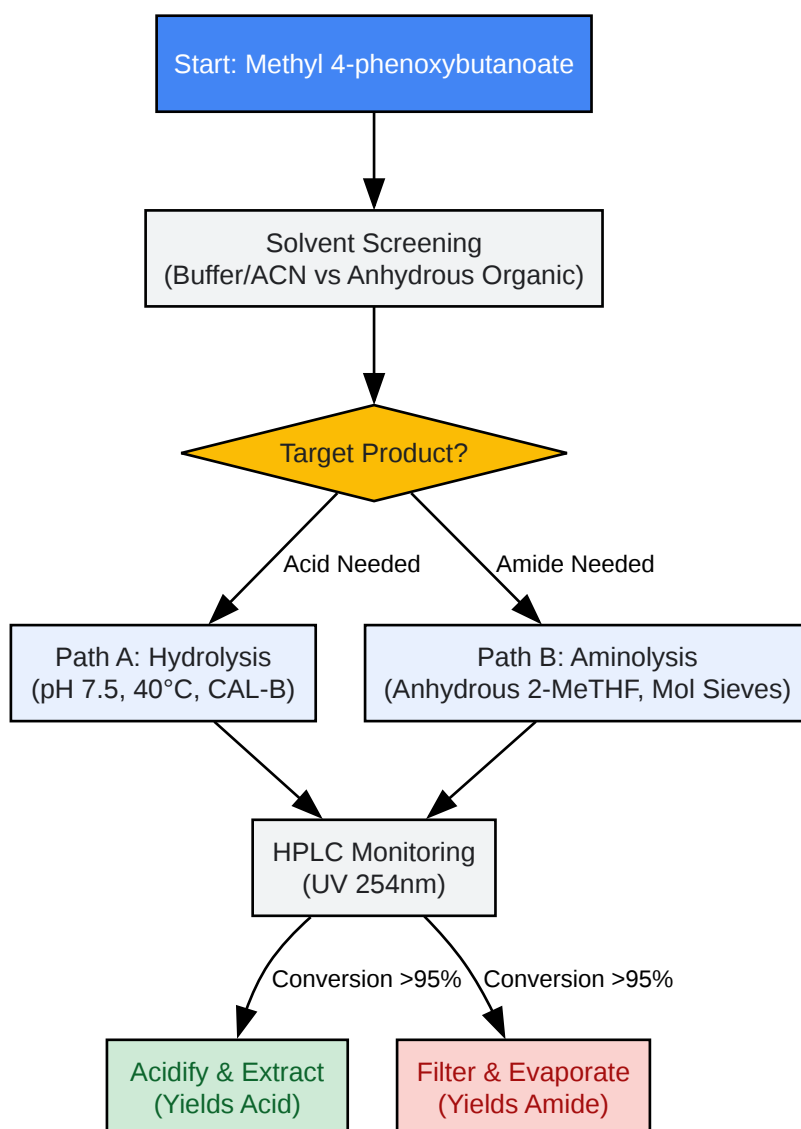 Start: Methyl 4-phenoxybutanoate
Solvent Screening
(Buffer/ACN vs Anhydrous Organic)
Target Product?
Acid Needed
Amide Needed
Path A: Hydrolysis
(pH 7.5, 40°C, CAL-B)
Path B: Aminolysis
(Anhydrous 2-MeTHF, Mol Sieves)
HPLC Monitoring
(UV 254nm)
Conversion >95%
Conversion >95%
Acidify & Extract
(Yields Acid)
Filter & Evaporate
(Yields Amide)